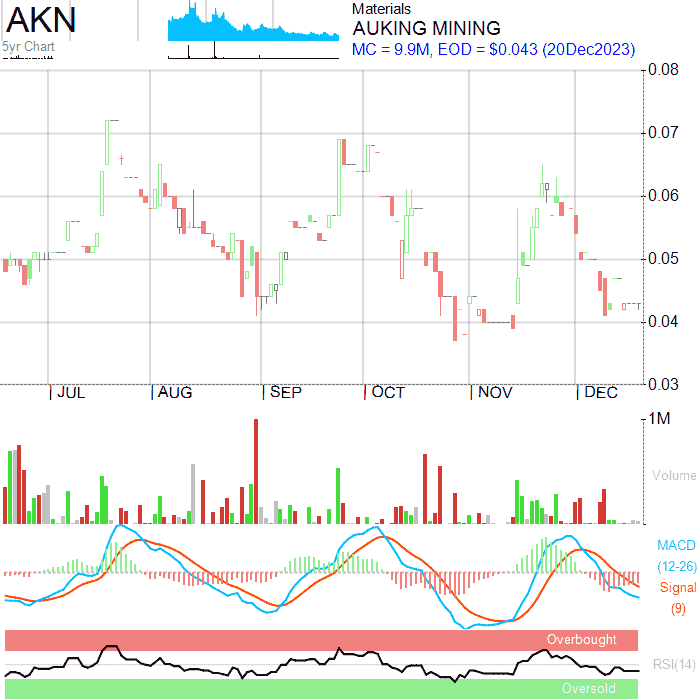 AKN
5yr Chart
Materials
AUKING MINING
MC = 9.9M, EOD = $0.043 (20Dec2023)
0.08
0.07
0.06
0.05
0.04
0.03
JUL AUG SEP OCT NOV DEC
1M
Volume
MACD
(12-26)
Signal
(9)
Overbought
RSI(14)
Oversold